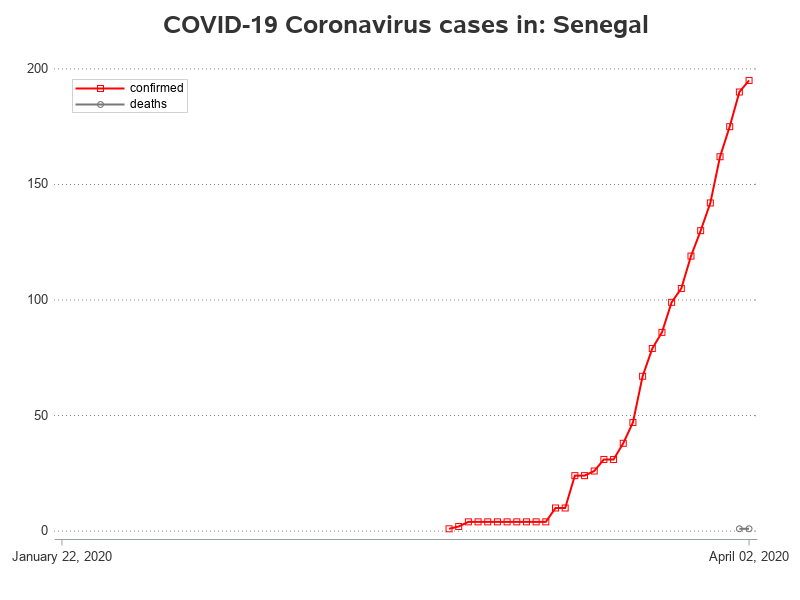 COVID-19 Coronavirus cases in: Senegal
200
confirmed
deaths
150
100
50
0
January 22, 2020
April 02, 2020